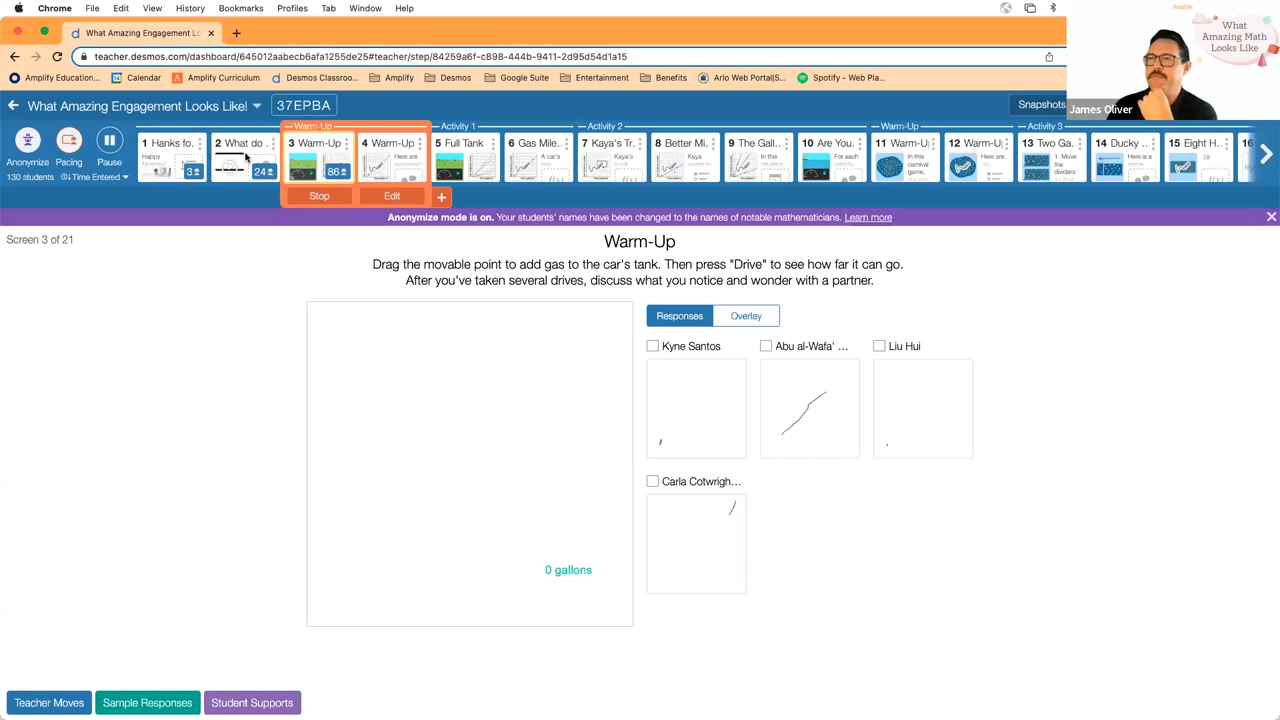 Chrome File Edit View History Bookmarks Profiles Tab Window Help
Amplify.
What
Amazing Math
Looks Like
What Amazing Engagement Lo
teacher.desmos.com/dashboard/645012aabecb6afa1255de25#teacher/step/84259a6f-c898-444b-9411-2d95d54d1a15
Amplify Education... Calendar Amplify Curriculum Desmos Classroo... Amplify Desmos Google Suite Entertainment Benefits Arlo Web Portal|S... Spotify - Web Pla...
James Oliver
What Amazing Engagement Looks Like! 37EPBA Snapshots
Warm-Up Activity 1 Activity 2 Warm-Up Activity 3
1 Hanks fo. 2 What do . 3 Warm-Up 4 Warm-Up 5 Full Tank 6 Gas Mile.. 7 Kaya's Tr. 8 Better Mi. 9 The Gall.. 10 Are You. 11 Warm-U 12 Warm-U 13 Two Ga. 14 Ducky .. 15 Eight H. 16
3 24 86
Anonymize Pacing Pause
130 students Time Entered
Stop Edit +
Anonymize mode is on. Your students' names have been changed to the names of notable mathematicians. Learn more
Screen 3 of 21
Warm-Up
Drag the movable point to add gas to the car's tank. Then press "Drive" to see how far it can go.
After you've taken several drives, discuss what you notice and wonder with a partner.
Responses Overlay
Kyne Santos Abu al-Wafa' ... Liu Hui
Carla Cotwrigh...
0 gallons
Teacher Moves Sample Responses Student Supports